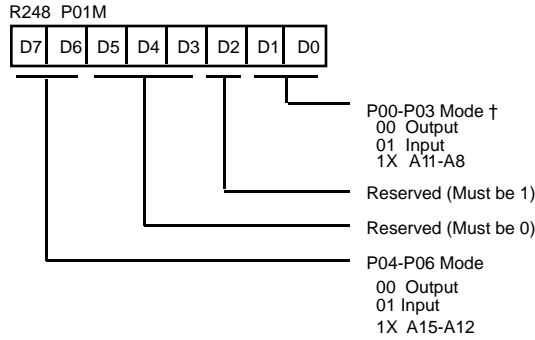 R248 P01M
D7 D6 D5 D4 D3 D2 D1 D0
P00-P03 Mode †
00 Output
01 Input
1X A11-A8
Reserved (Must be 1)
Reserved (Must be 0)
P04-P06 Mode
00 Output
01 Input
1X A15-A12